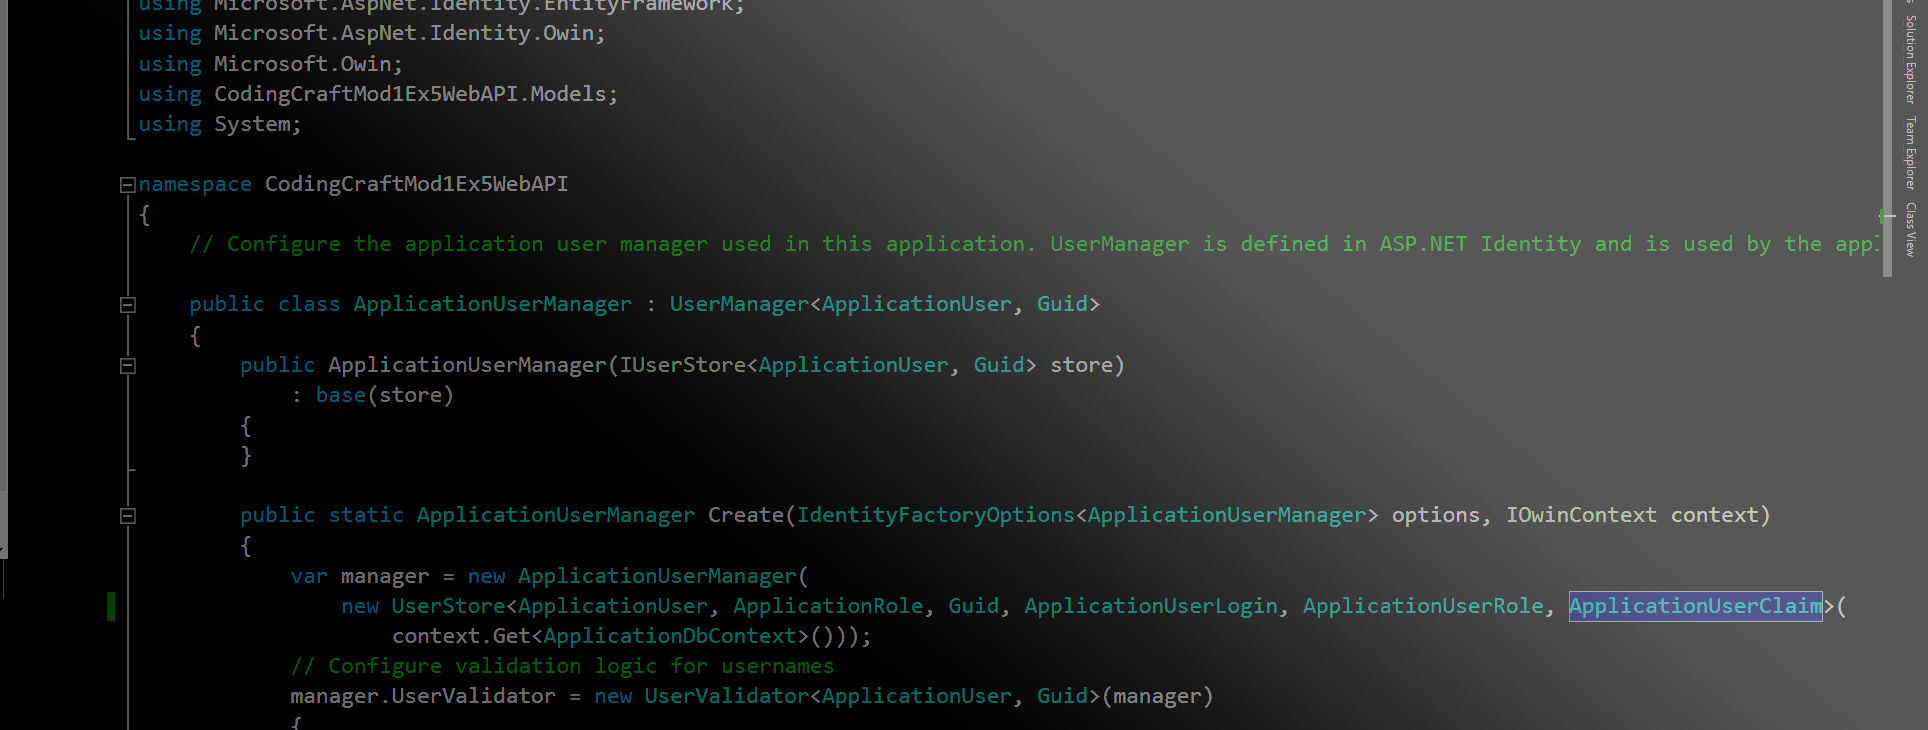 using Microsoft.AspNet.Identity.EntityFramework;
using Microsoft.AspNet.Identity.Owin;
using Microsoft.Owin;
using CodingCraftMod1Ex5WebAPI.Models;
using System;
namespace CodingCraftMod1Ex5WebAPI
{
// Configure the application user manager used in this application. UserManager is defined in ASP.NET Identity and is used by the
public class ApplicationUserManager : UserManager<ApplicationUser, Guid>
{
public ApplicationUserManager(IUserStore<ApplicationUser, Guid> store)
: base(store)
{
}
public static ApplicationUserManager Create(IdentityFactoryOptions<ApplicationUserManager> options, IOwinContext context)
{
var manager = new ApplicationUserManager(
new UserStore<ApplicationUser, ApplicationRole, Guid, ApplicationUserLogin, ApplicationUserRole, ApplicationUserClaim>(
context.Get<ApplicationDbContext>()));
// Configure validation logic for usernames
manager.UserValidator = new UserValidator<ApplicationUser, Guid>(manager)
{
Solution Explorer
Team Explorer
Class View